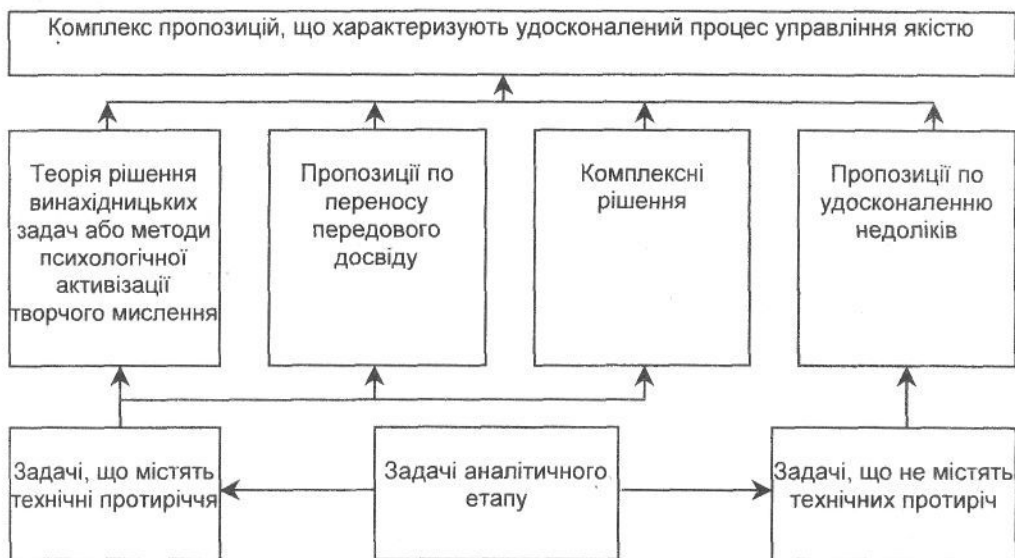 Комплекс пропозицій, що характеризують удосконалений процес управління якістю
Теорія рішення
винахідницьких
задач або методи
психологічної
активізації
творчого мислення
Пропозиції по
переносу
передового
досвіду
Комплексні
рішення
Пропозиції по
удосконаленню
недоліків
Задачі, що містять
технічні протиріччя
Задачі аналітичного
етапу
Задачі, що не містять
технічних протиріч